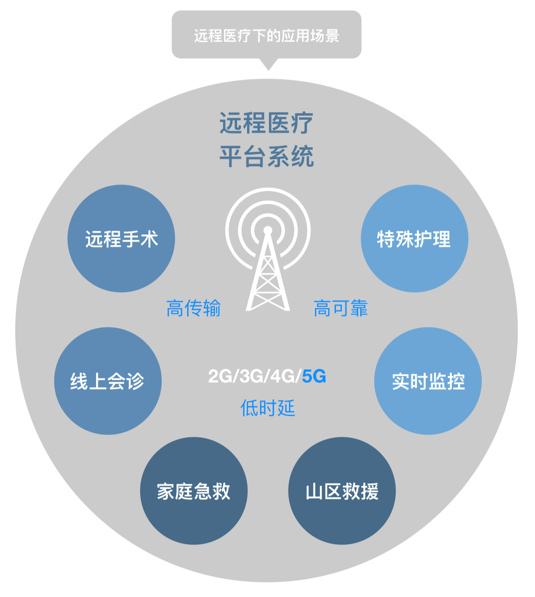 远程医疗下的应用场景
远程医疗
平台系统
远程手术
特殊护理
高传输
高可靠
线上会诊
2G/3G/4G/5G
实时监控
低时延
家庭急救
山区救援